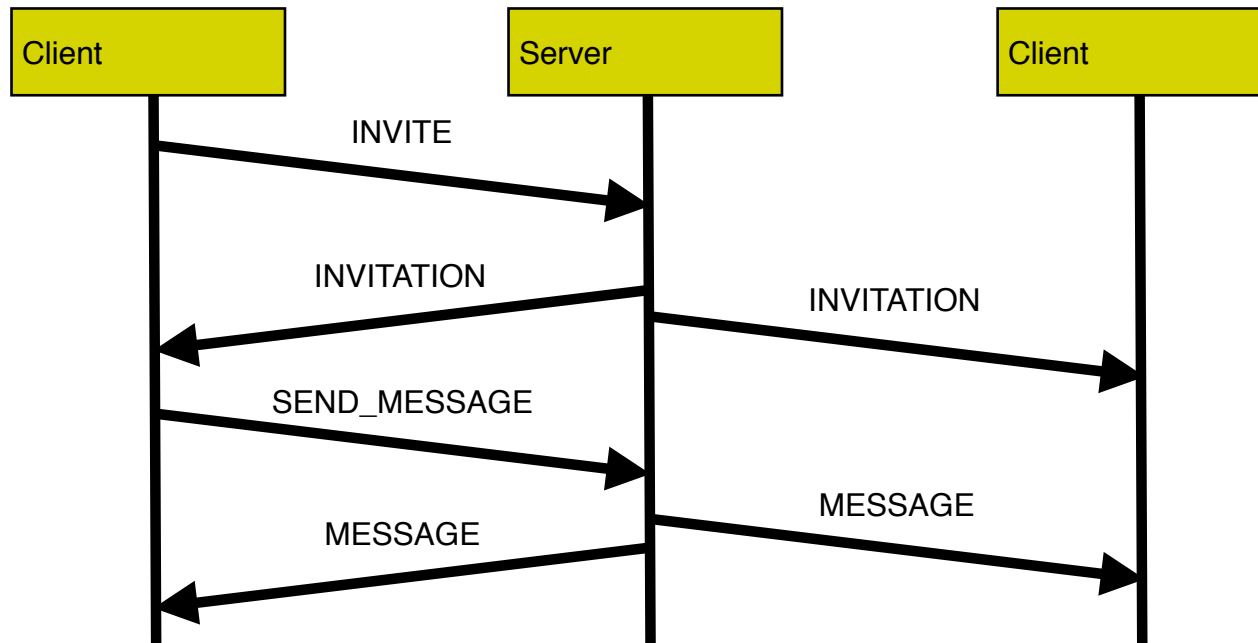 Client
Server
Client
INVITE
INVITATION
INVITATION
SEND_MESSAGE
MESSAGE
MESSAGE